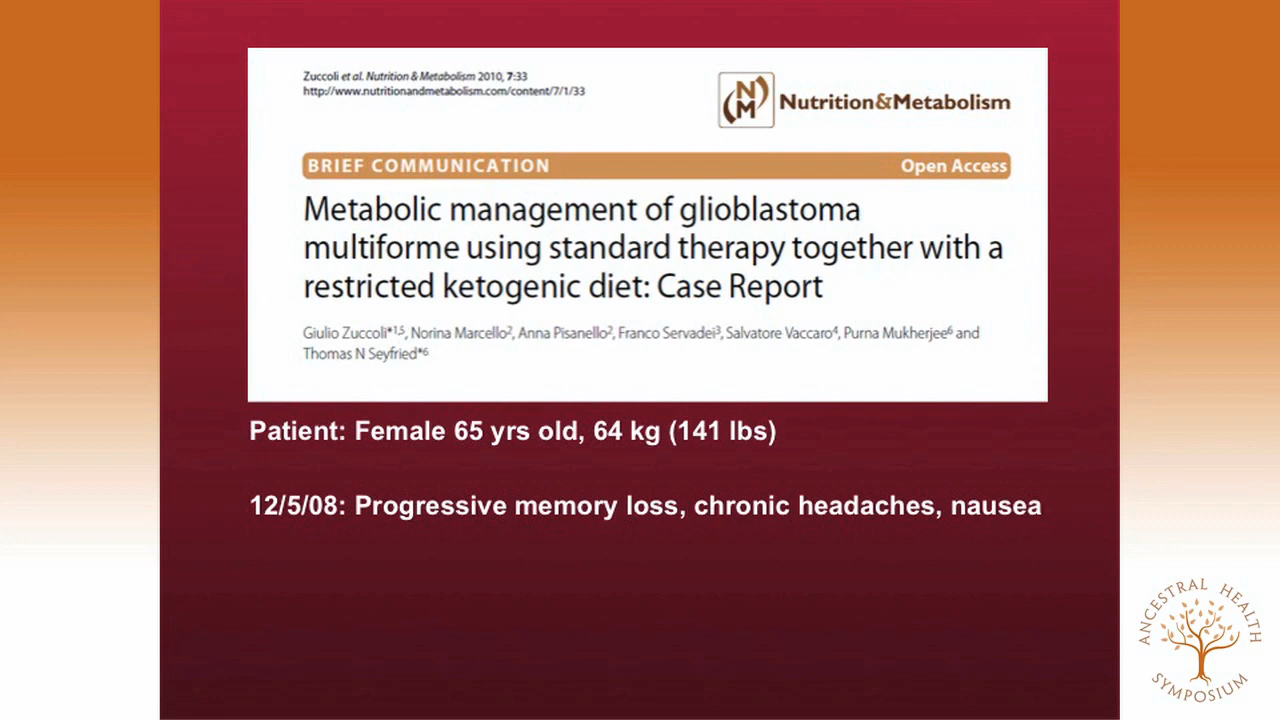 Zuccoli et al. Nutrition & Metabolism 2010, 7:33
http://www.nutritionandmetabolism.com/content/7/1/33
NM
Nutrition&Metabolism
BRIEF COMMUNICATION
Open Access
Metabolic management of glioblastoma
multiforme using standard therapy together with a
restricted ketogenic diet: Case Report
Giulio Zuccoli*1,5, Norina Marcello2, Anna Pisanello2, Franco Servadei3, Salvatore Vaccaro4, Purna Mukherjee6 and
Thomas N Seyfried*6
Patient: Female 65 yrs old, 64 kg (141 lbs)
12/5/08: Progressive memory loss, chronic headaches, nausea
ANCESTRAL HEALTH
SYMPOSIUM